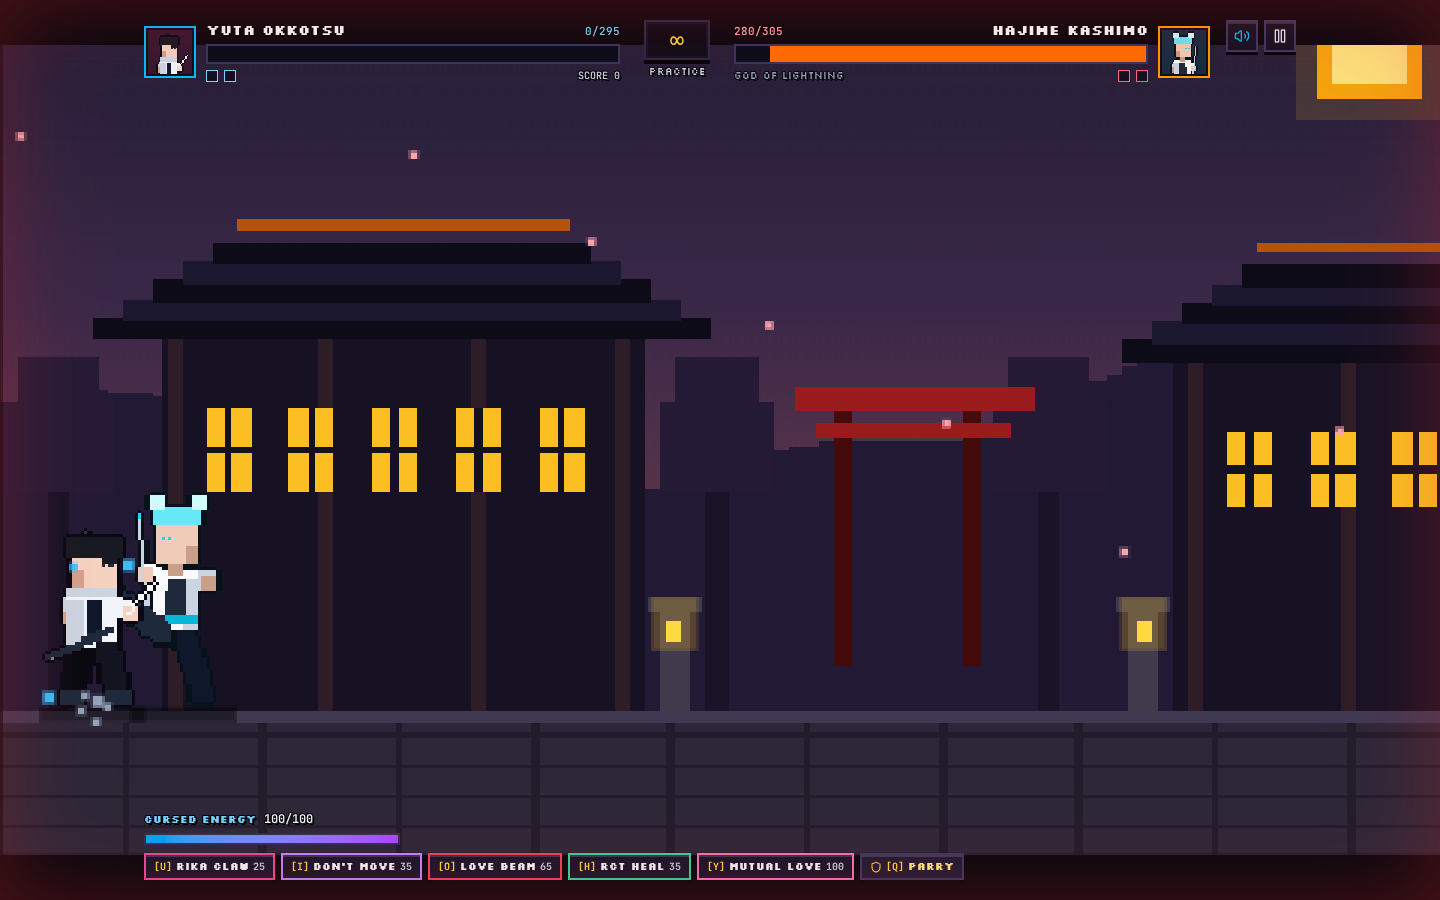 YUTA OKKOTSU 0/295
SCORE 0
∞
PRACTICE
280/305 HAJIME KASHIMO
GOD OF LIGHTNING
CURSED ENERGY 100/100
[U] RIKA CLAW 25 [I] DON'T MOVE 35 [O] LOVE BEAM 65 [H] RCT HEAL 35 [Y] MUTUAL LOVE 100 [Q] PARRY